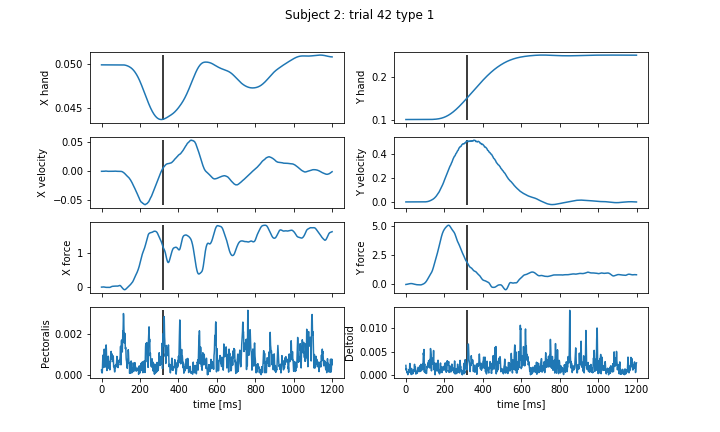 Subject 2: trial 42 type 1
X hand
0.050
0.045
Y hand
0.2
0.1
X velocity
0.05
0.00
−0.05
Y velocity
0.4
0.2
0.0
X force
1
0
Y force
5.0
2.5
0.0
Pectoralis
0.002
0.000
0 200 400 600 800 1000 1200
time [ms]
Deltoid
0.010
0.005
0.000
0 200 400 600 800 1000 1200
time [ms]